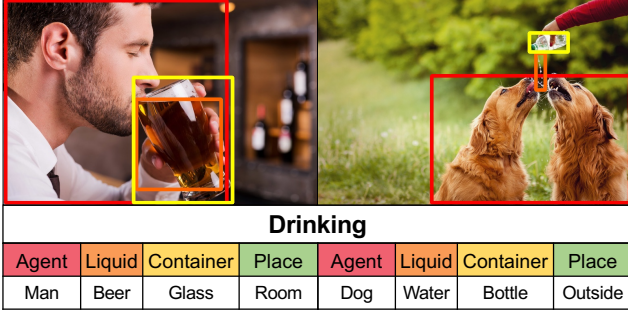 Drinking
Agent Liquid Container Place Agent Liquid Container Place
Man Beer Glass Room Dog Water Bottle Outside